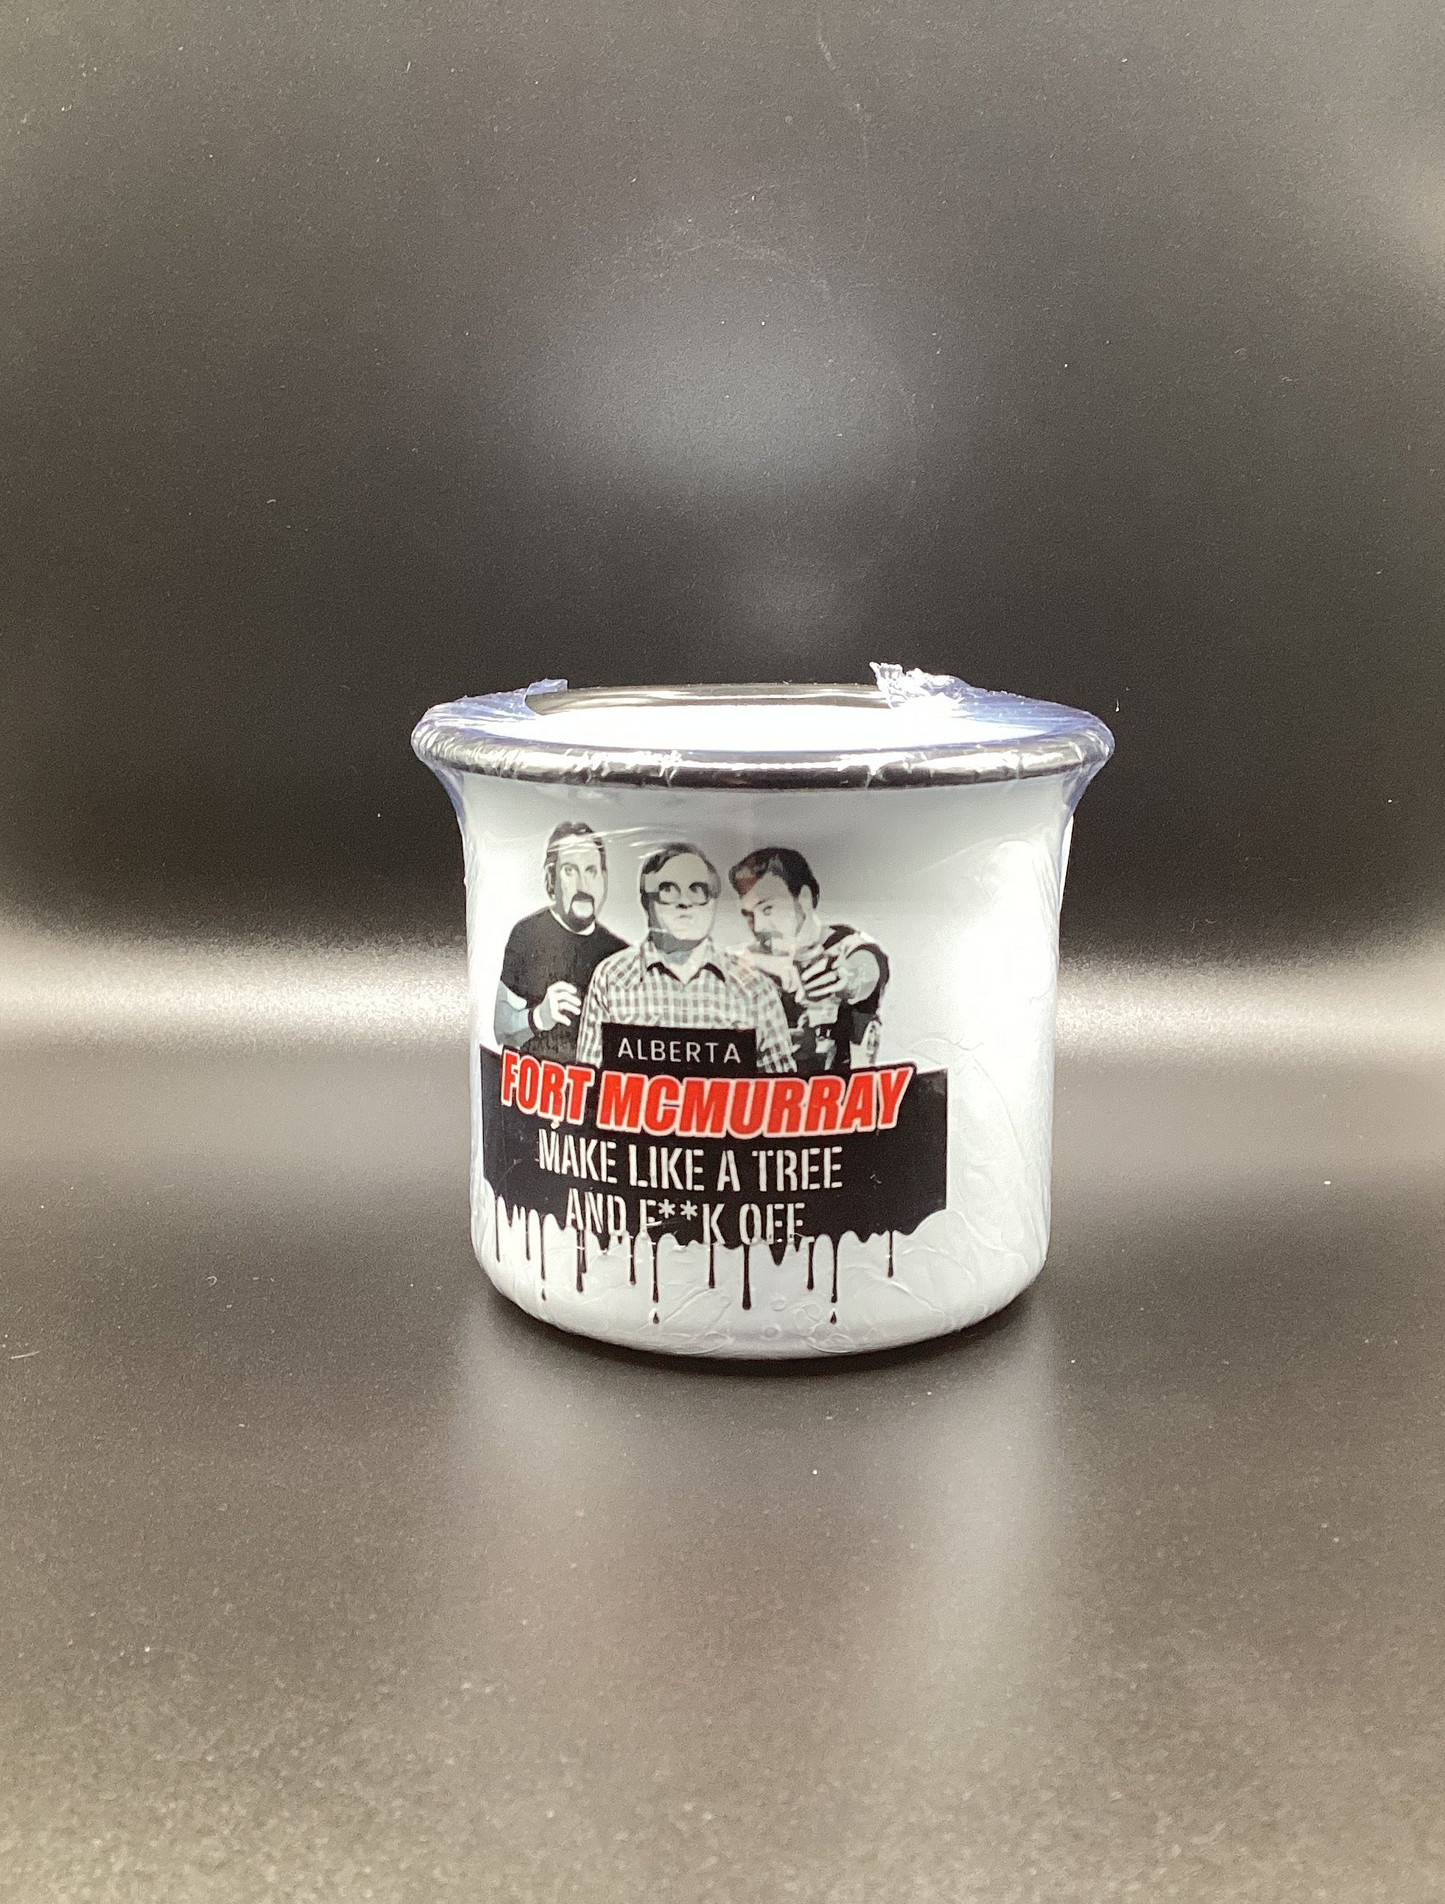 ALBERTA
FORT MCMURRAY
MAKE LIKE A TREE
AND F**K OFF